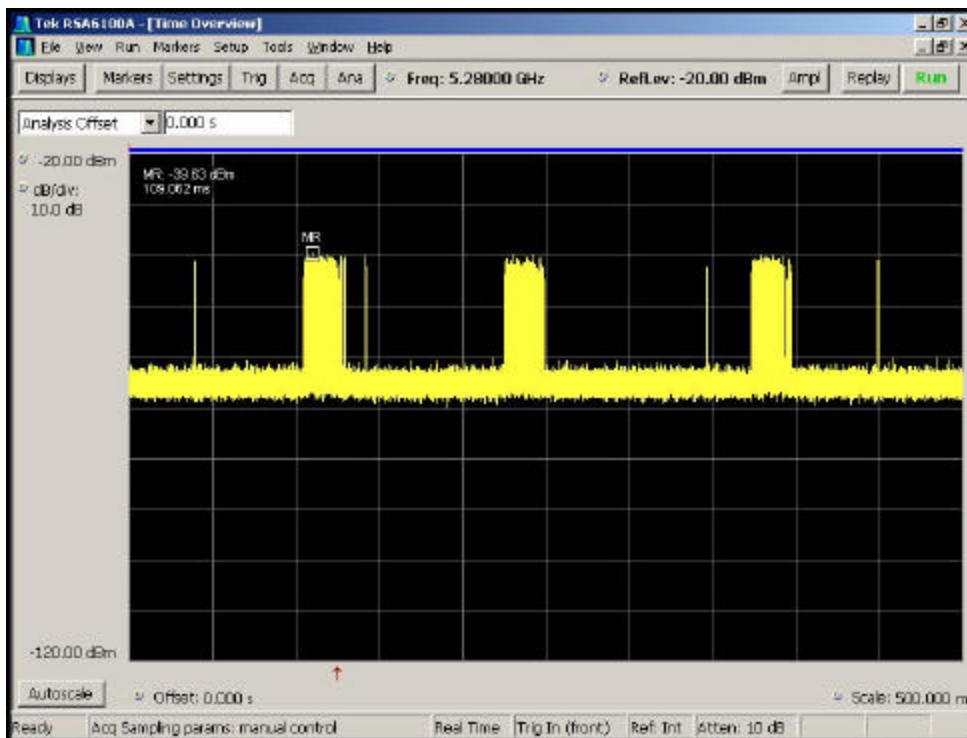 Tek RSA6100A - [Time Overview]
File View Run Markers Setup Tools Window Help
Displays Markers Settings Trig Acq Ana Freq: 5.28000 GHz RefLev: -20.00 dBm Ampl Replay Run
Analysis Offset 0.000 s
-20.00 dBm
dB/div:
10.0 dB
MR: -39.63 dBm
109.062 ms
MR
-120.00 dBm
Autoscale Offset: 0.000 s Scale: 500.000 m
Ready Acq Sampling params: manual control Real Time Trig In (front) Ref: Int Atten: 10 dB